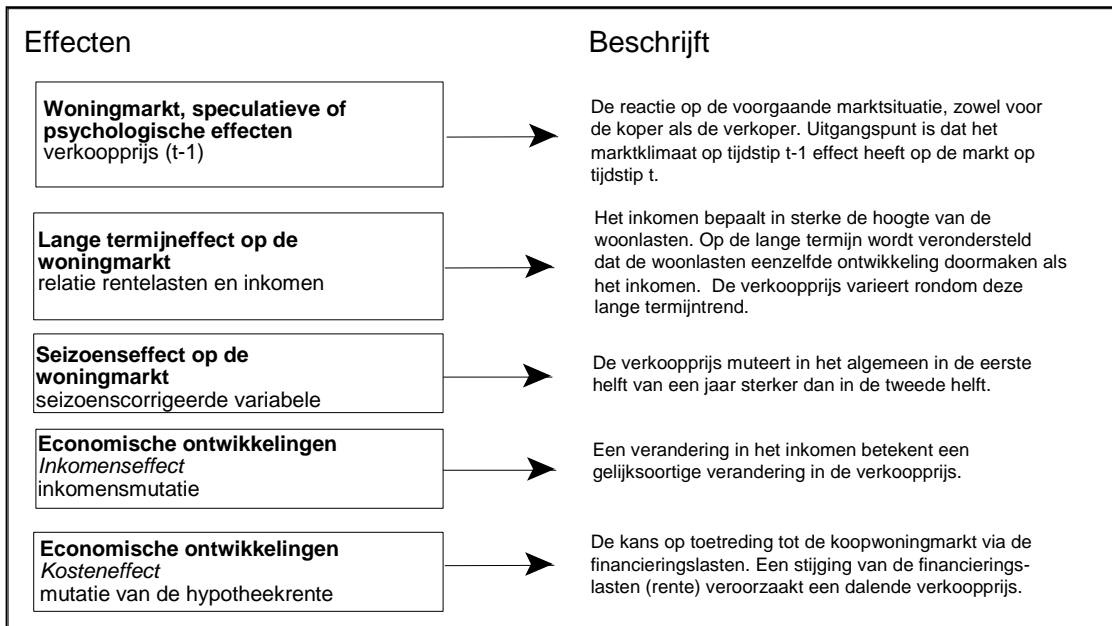 Effecten
Beschrijft
Woningmarkt, speculatieve of
psychologische effecten
verkoopprijs (t-1)
De reactie op de voorgaande marktsituatie, zowel voor
de koper als de verkoper. Uitgangspunt is dat het
marktklimaat op tijdstip t-1 effect heeft op de markt op
tijdstip t.
Lange termijneffect op de
woningmarkt
relatie rentelasten en inkomen
Het inkomen bepaalt in sterke de hoogte van de
woonlasten. Op de lange termijn wordt verondersteld
dat de woonlasten eenzelfde ontwikkeling doormaken als
het inkomen. De verkoopprijs varieert rondom deze
lange termijntrend.
Seizoenseffect op de
woningmarkt
seizoenscorrigeerde variabele
De verkoopprijs muteert in het algemeen in de eerste
helft van een jaar sterker dan in de tweede helft.
Economische ontwikkelingen
Inkomenseffect
inkomensmutatie
Een verandering in het inkomen betekent een
gelijksoortige verandering in de verkoopprijs.
Economische ontwikkelingen
Kosteneffect
mutatie van de hypotheekrente
De kans op toetreding tot de koopwoningmarkt via de
financieringslasten. Een stijging van de financierings-
lasten (rente) veroorzaakt een dalende verkoopprijs.